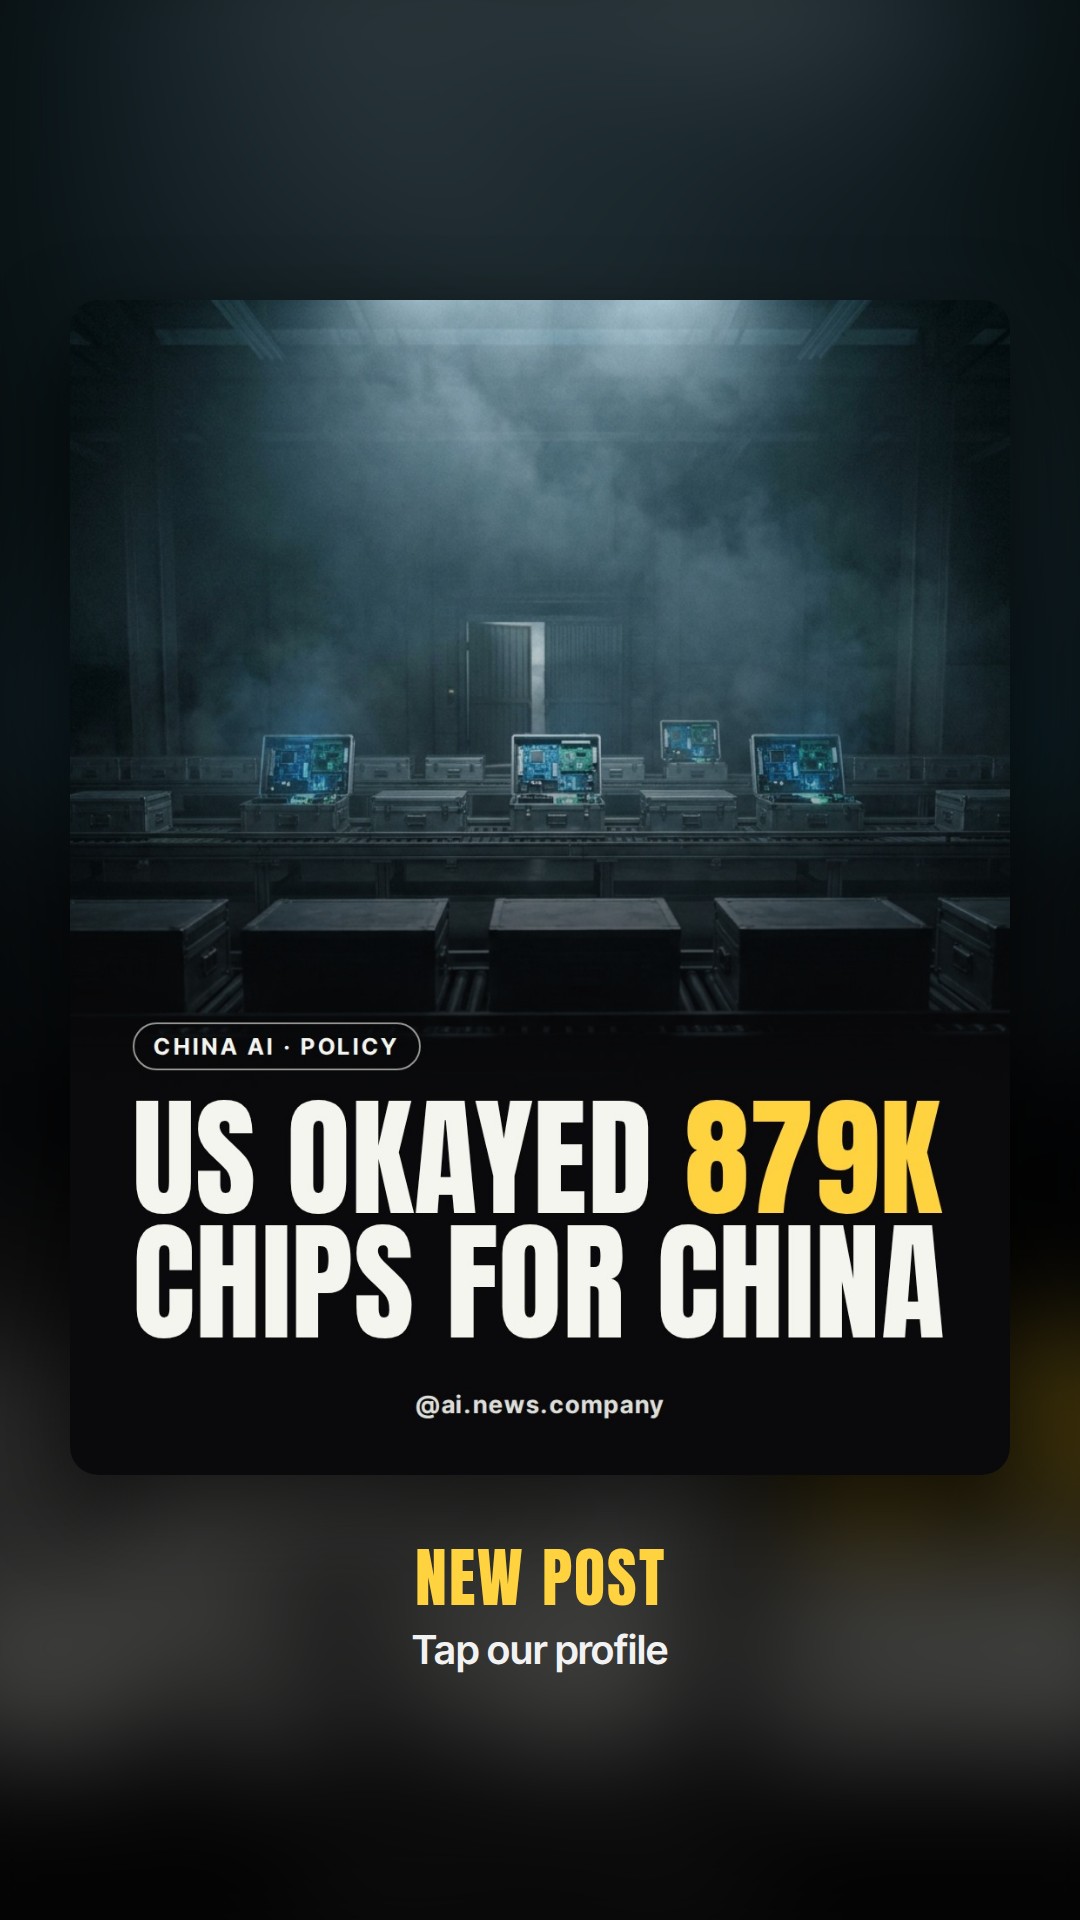 CHINA AI · POLICY
US OKAYED 879K
CHIPS FOR CHINA
@ai.news.company
NEW POST
Tap our profile